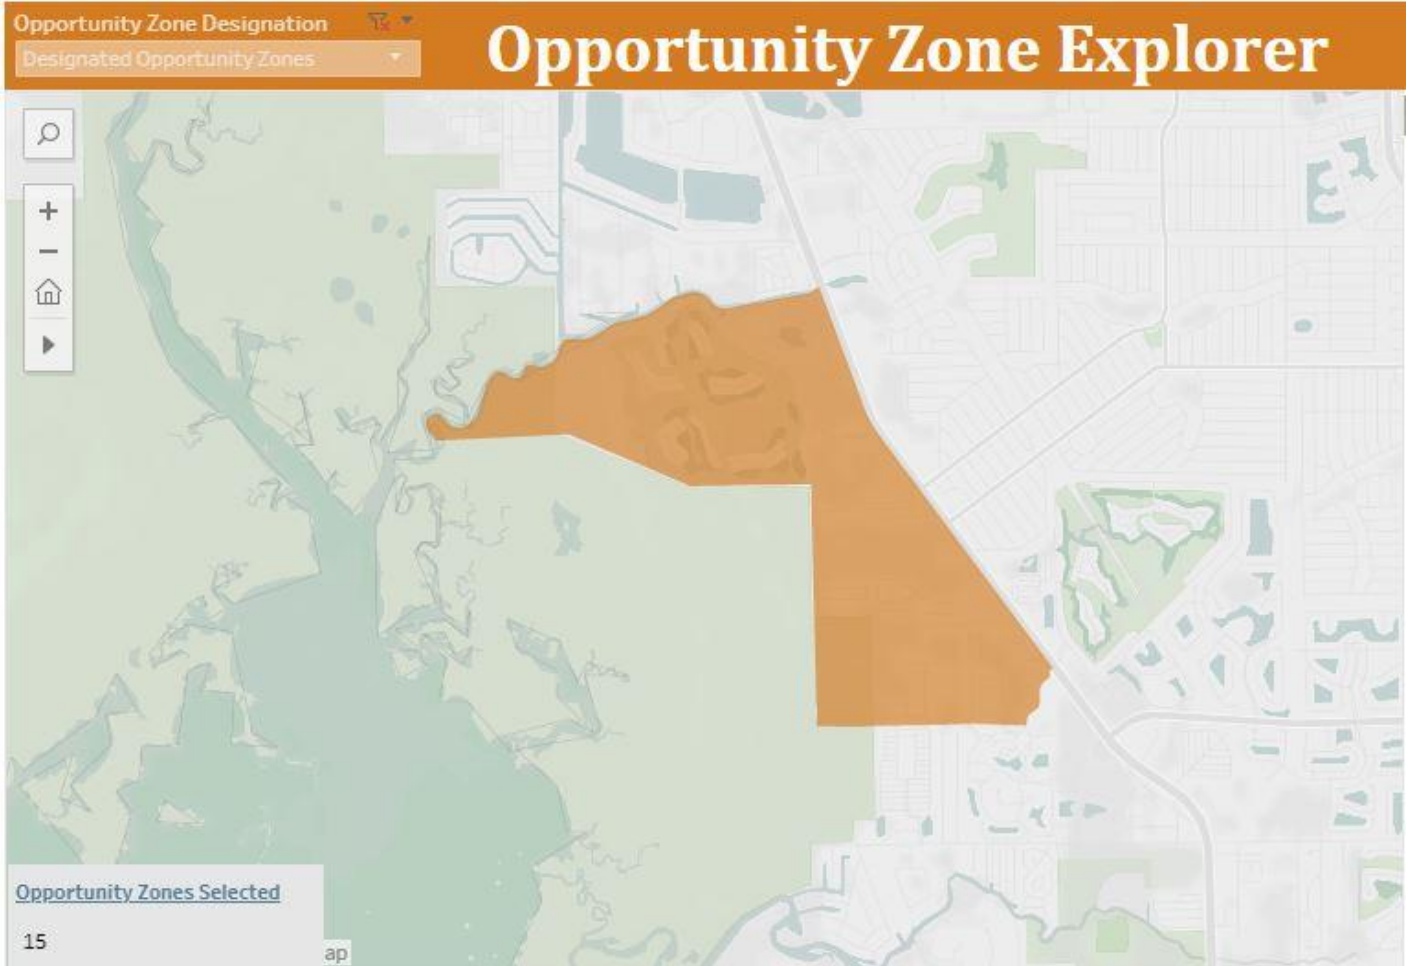 Opportunity Zone Designation
Designated Opportunity Zones
Opportunity Zone Explorer
Opportunity Zones Selected
15
ap